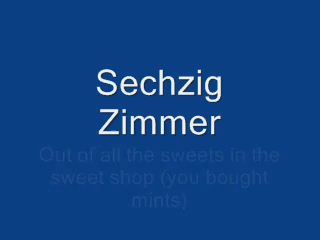 Sechzig
Zimmer
Out of all the sweets in the
sweet shop (you bought
mints)